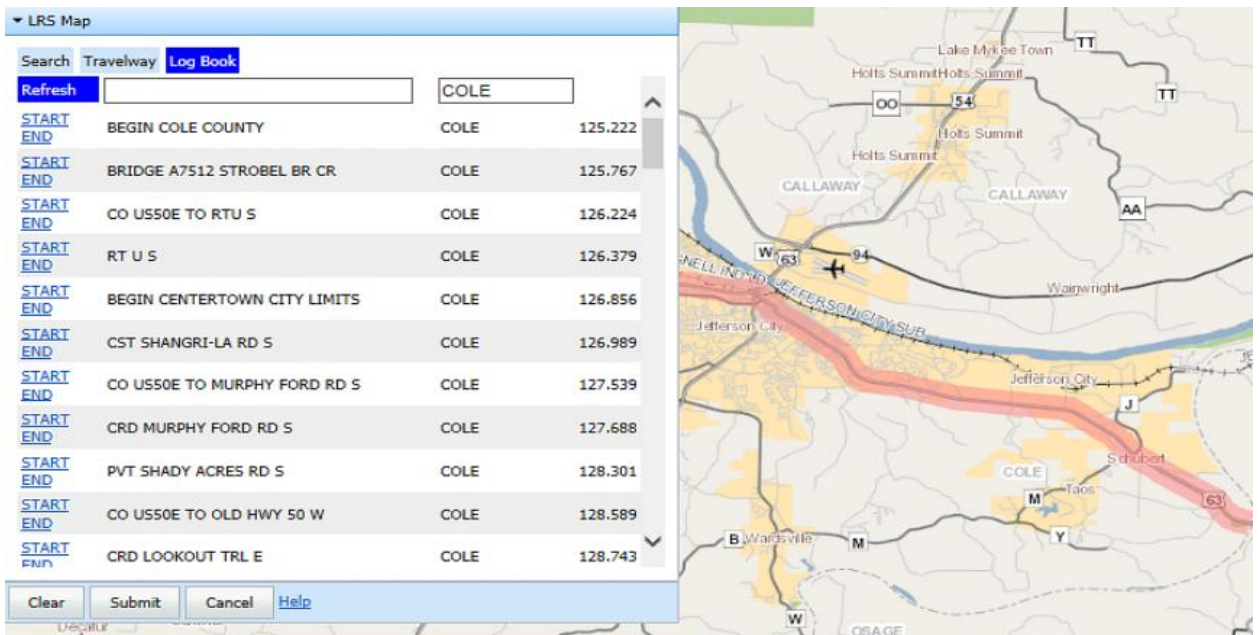 LRS Map
Search Travelway Log Book
Refresh COLE
START END BEGIN COLE COUNTY COLE 125.222
START END BRIDGE A7512 STROBEL BR CR COLE 125.767
START END CO US50E TO RTU S COLE 126.224
START END RT U S COLE 126.379
START END BEGIN CENTERTOWN CITY LIMITS COLE 126.856
START END CST SHANGRI-LA RD S COLE 126.989
START END CO US50E TO MURPHY FORD RD S COLE 127.539
START END CRD MURPHY FORD RD S COLE 127.688
START END PVT SHADY ACRES RD S COLE 128.301
START END CO US50E TO OLD HWY 50 W COLE 128.589
START END CRD LOOKOUT TRL E COLE 128.743
Clear Submit Cancel Help
Lake Mykee Town TT
Holts Summit Holts Summit
TT
OO 54
Holts Summit
Holts Summit
CALLAWAY
CALLAWAY
AA
W 63 94
Wainwright
JEFFERSON CITY SUB
Jefferson City
Jefferson City
J
Schubert
COLE
Taos
M
63
B Wardsville M Y
W
OSAGE